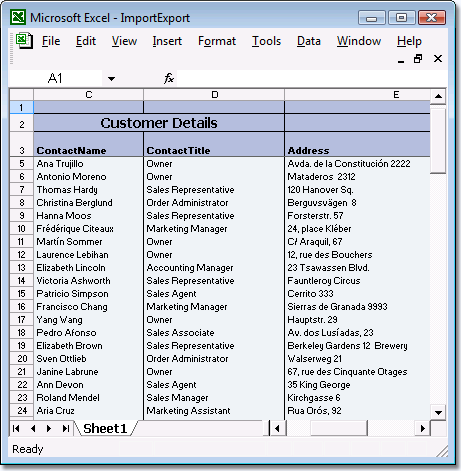 Microsoft Excel - ImportExport
File Edit View Insert Format Tools Data Window Help
A1 fx
C D E
1
2 Customer Details
3 ContactName ContactTitle Address
5 Ana Trujillo Owner Avda. de la Constitución 2222
6 Antonio Moreno Owner Mataderos 2312
7 Thomas Hardy Sales Representative 120 Hanover Sq.
8 Christina Berglund Order Administrator Berguvsvägen 8
9 Hanna Moos Sales Representative Forsterstr. 57
10 Frédérique Citeaux Marketing Manager 24, place Kléber
11 Martín Sommer Owner C/ Araquil, 67
12 Laurence Lebihan Owner 12, rue des Bouchers
13 Elizabeth Lincoln Accounting Manager 23 Tsawassen Blvd.
14 Victoria Ashworth Sales Representative Fauntleroy Circus
15 Patricio Simpson Sales Agent Cerrito 333
16 Francisco Chang Marketing Manager Sierras de Granada 9993
17 Yang Wang Owner Hauptstr. 29
18 Pedro Afonso Sales Associate Av. dos Lusíadas, 23
19 Elizabeth Brown Sales Representative Berkeley Gardens 12 Brewery
20 Sven Ottlieb Order Administrator Walserweg 21
21 Janine Labrune Owner 67, rue des Cinquante Otages
22 Ann Devon Sales Agent 35 King George
23 Roland Mendel Sales Manager Kirchgasse 6
24 Aria Cruz Marketing Assistant Rua Orós, 92
Sheet1
Ready